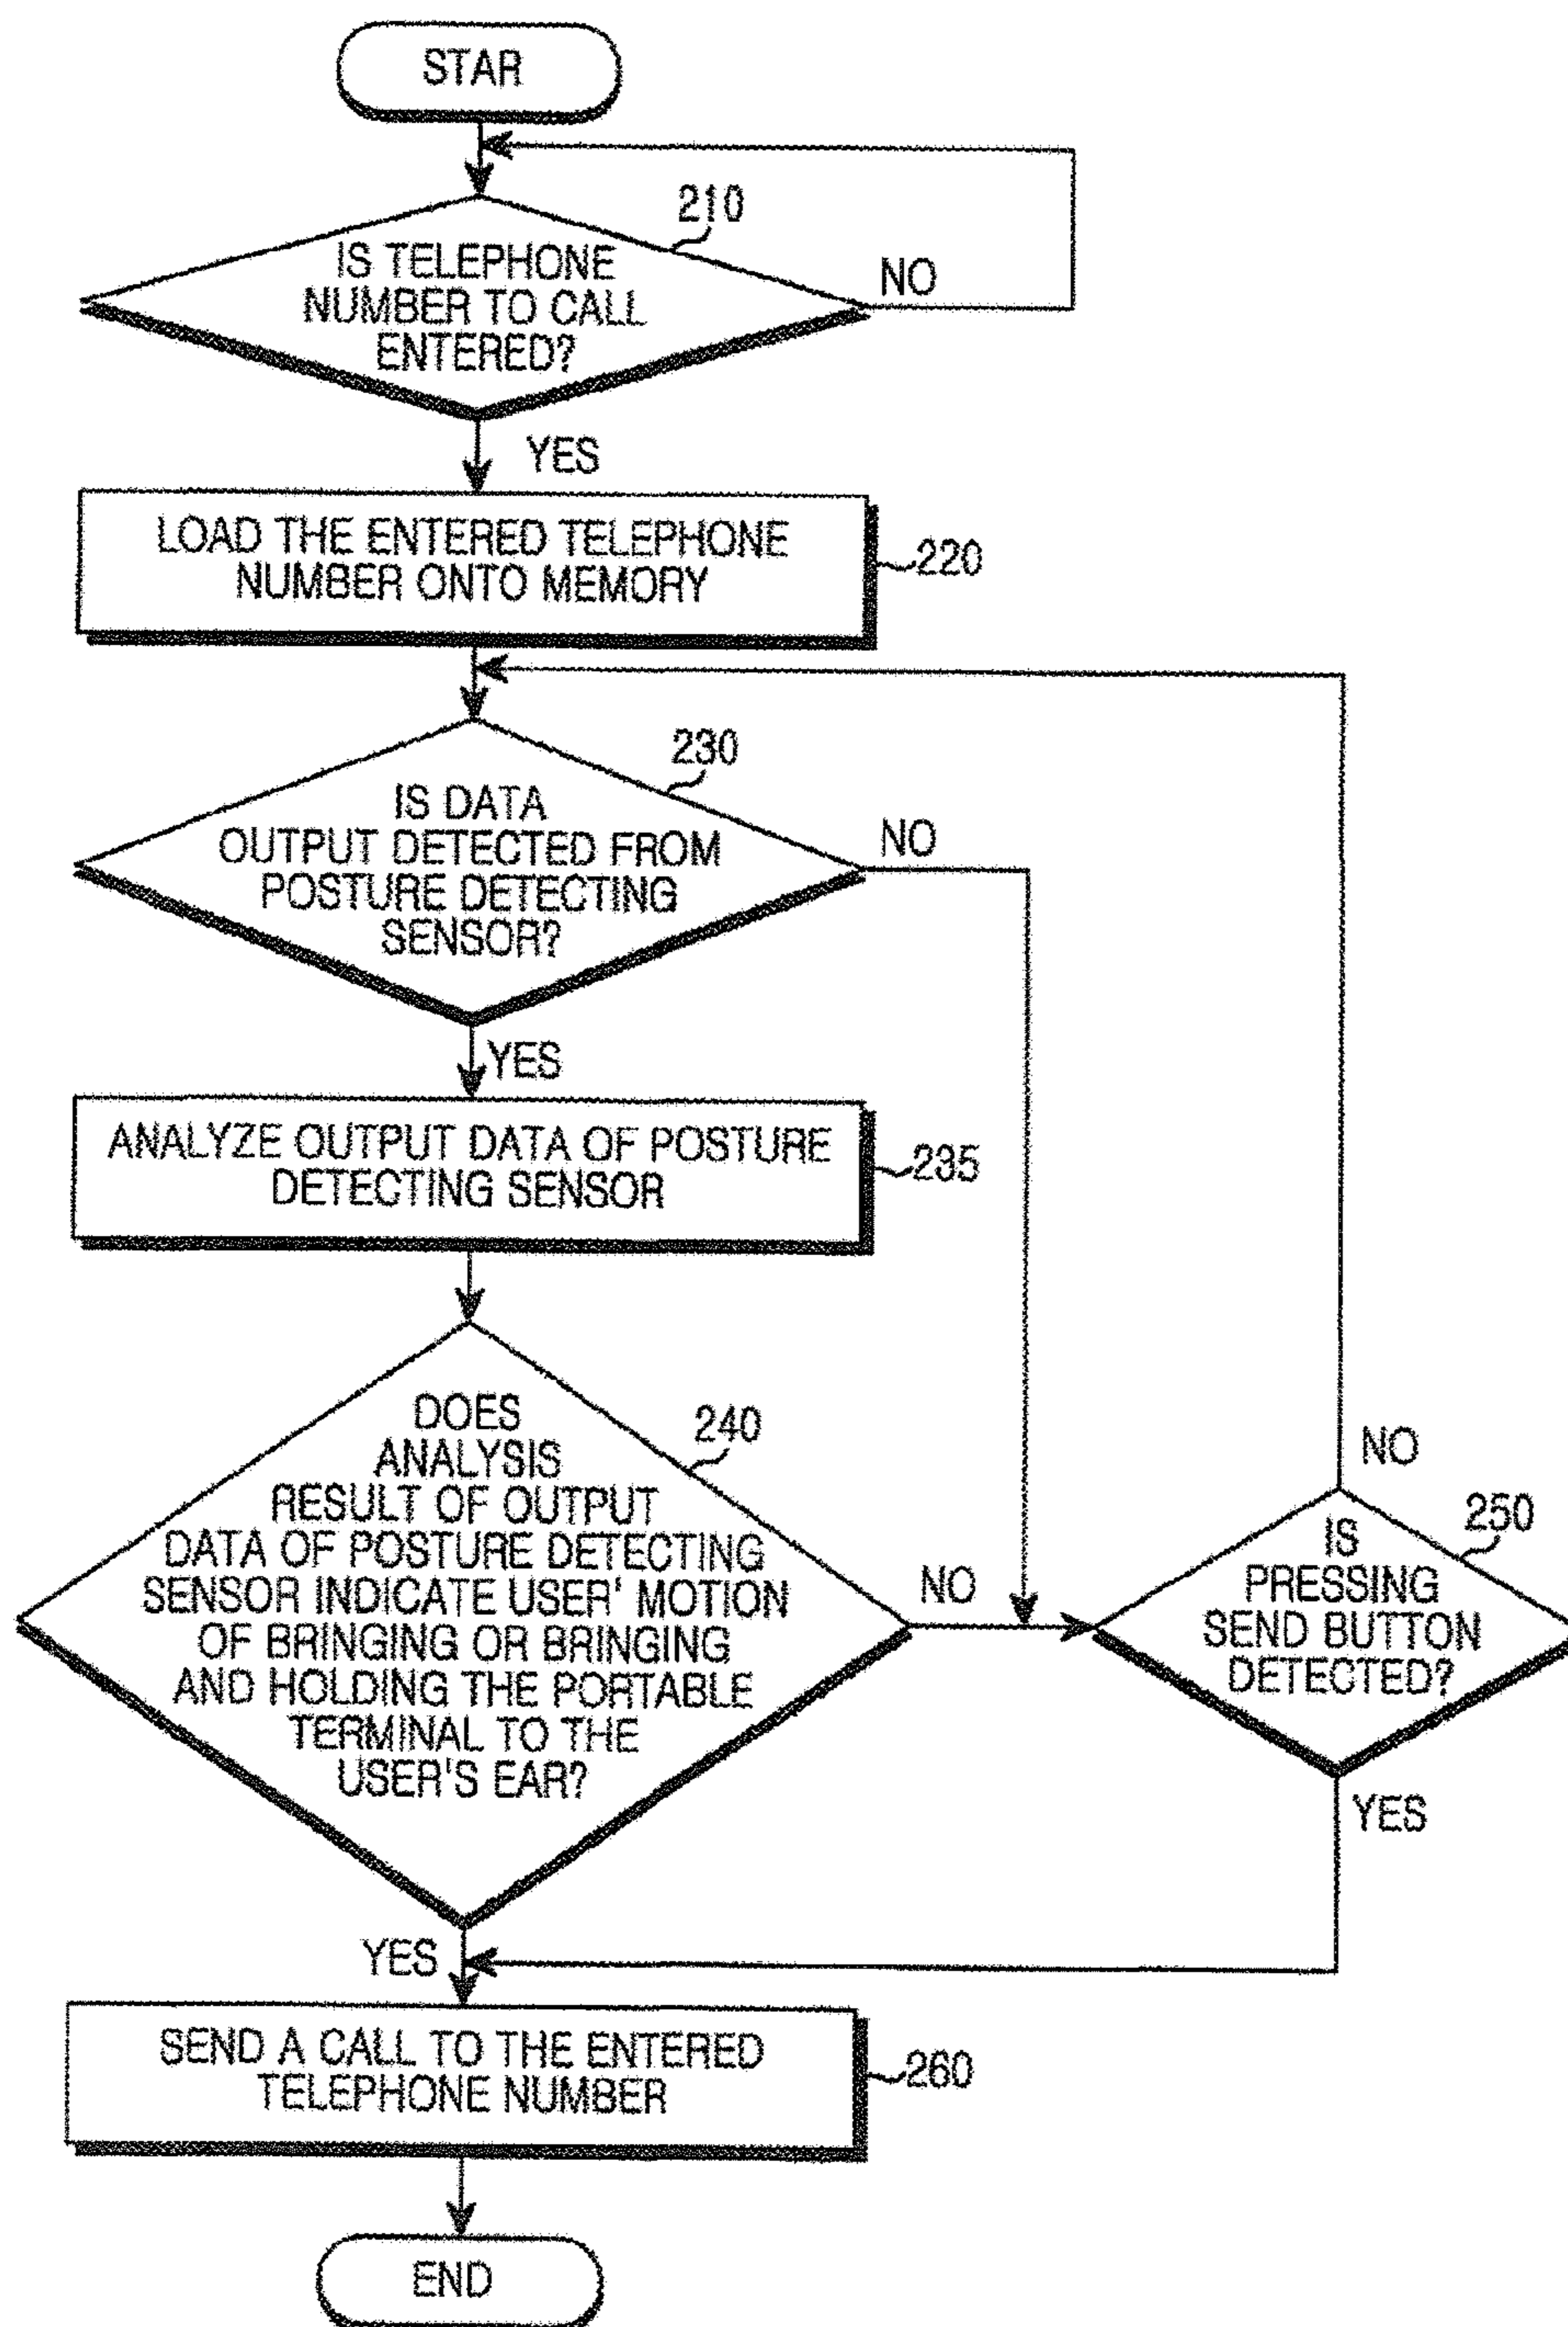 STAR
210
IS TELEPHONE
NUMBER TO CALL
ENTERED?
NO
YES
LOAD THE ENTERED TELEPHONE
NUMBER ONTO MEMORY
220
230
IS DATA
OUTPUT DETECTED FROM
POSTURE DETECTING
SENSOR?
NO
YES
ANALYZE OUTPUT DATA OF POSTURE
DETECTING SENSOR
235
240
DOES
ANALYSIS
RESULT OF OUTPUT
DATA OF POSTURE DETECTING
SENSOR INDICATE USER' MOTION
OF BRINGING OR BRINGING
AND HOLDING THE PORTABLE
TERMINAL TO THE
USER'S EAR?
NO
YES
NO
250
IS
PRESSING
SEND BUTTON
DETECTED?
YES
SEND A CALL TO THE ENTERED
TELEPHONE NUMBER
260
END